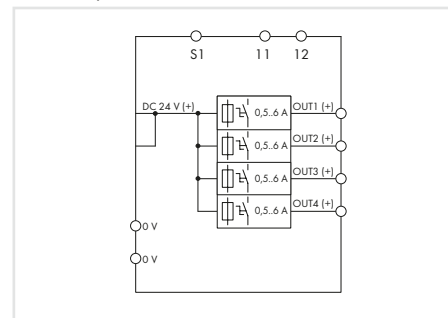 S1 11 12
DC 24 V (+) 0,5..6 A OUT1 (+)
0,5..6 A OUT2 (+)
0,5..6 A OUT3 (+)
0,5..6 A OUT4 (+)
0 V
0 V